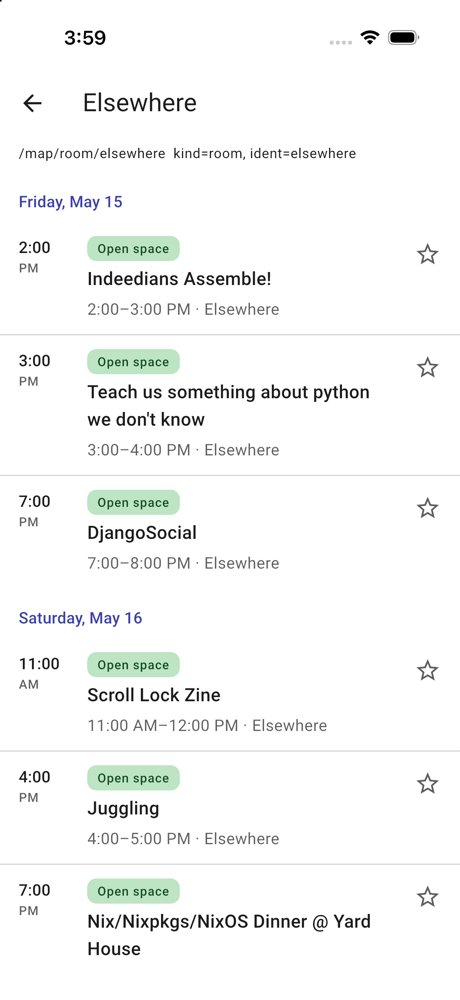 3:59
Elsewhere
/map/room/elsewhere kind=room, ident=elsewhere
Friday, May 15
2:00
PM
Open space
Indeedians Assemble!
2:00–3:00 PM · Elsewhere
3:00
PM
Open space
Teach us something about python
we don't know
3:00–4:00 PM · Elsewhere
7:00
PM
Open space
DjangoSocial
7:00–8:00 PM · Elsewhere
Saturday, May 16
11:00
AM
Open space
Scroll Lock Zine
11:00 AM–12:00 PM · Elsewhere
4:00
PM
Open space
Juggling
4:00–5:00 PM · Elsewhere
7:00
PM
Open space
Nix/Nixpkgs/NixOS Dinner @ Yard
House